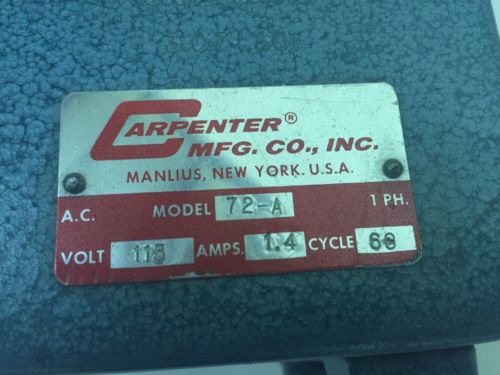 CARPENTER®
MFG. CO., INC.
MANLIUS, NEW YORK. U.S.A.
A.C. MODEL 72-A 1 PH.
VOLT 115 AMPS. 1.4 CYCLE 60